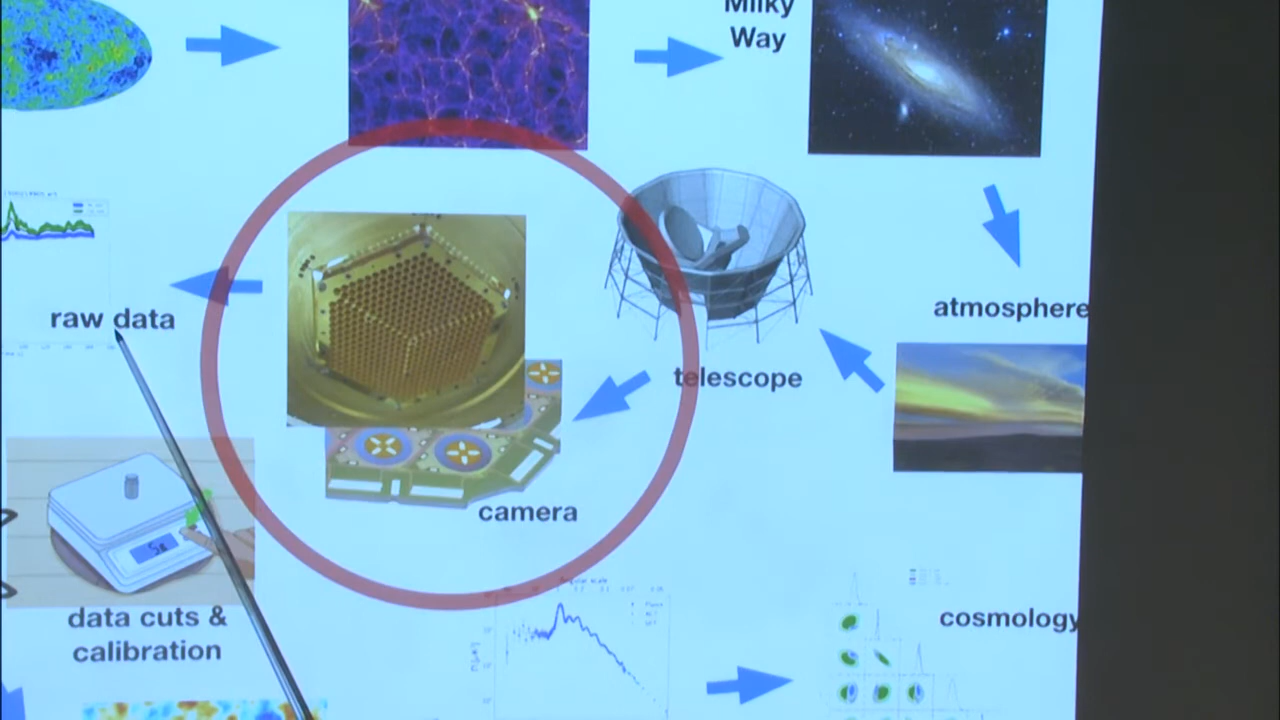 Milky
Way
atmosphere
raw data
telescope
camera
data cuts &
calibration
cosmology